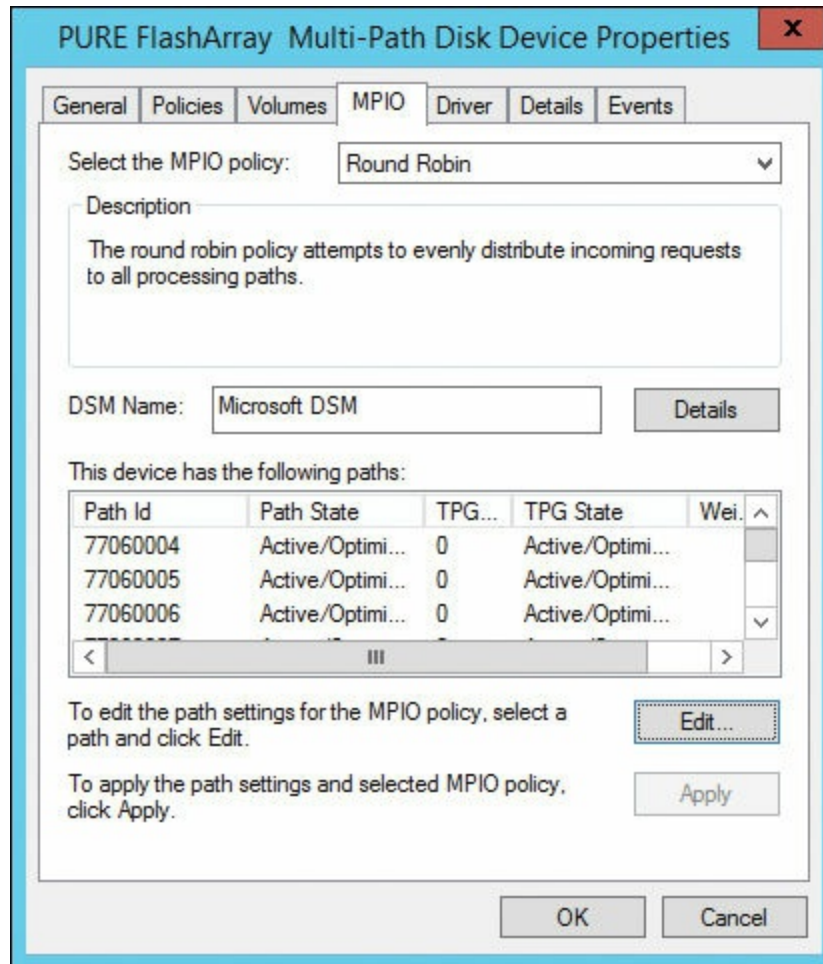 PURE FlashArray Multi-Path Disk Device Properties
x
General Policies Volumes MPIO Driver Details Events
Select the MPIO policy: Round Robin
Description
The round robin policy attempts to evenly distribute incoming requests
to all processing paths.
DSM Name: Microsoft DSM Details
This device has the following paths:
Path Id Path State TPG... TPG State Wei.
77060004 Active/Optimi... 0 Active/Optimi...
77060005 Active/Optimi... 0 Active/Optimi...
77060006 Active/Optimi... 0 Active/Optimi...
To edit the path settings for the MPIO policy, select a
path and click Edit.
Edit...
To apply the path settings and selected MPIO policy,
click Apply.
Apply
OK Cancel